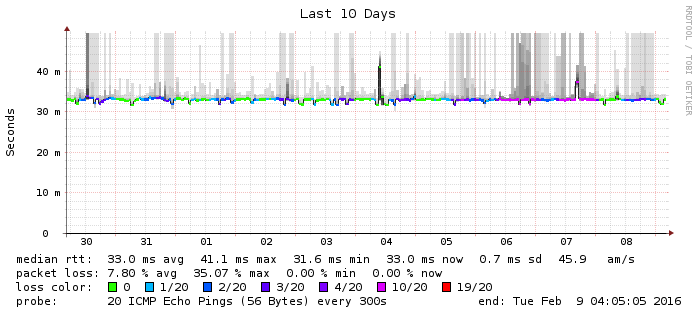 Last 10 Days
RRDTOOL / TOBI OETIKER
Seconds
40 m
30 m
20 m
10 m
0
30 31 01 02 03 04 05 06 07 08
median rtt: 33.0 ms avg 41.1 ms max 31.6 ms min 33.0 ms now 0.7 ms sd 45.9 am/s
packet loss: 7.80 % avg 35.07 % max 0.00 % min 0.00 % now
loss color: 0 1/20 2/20 3/20 4/20 10/20 19/20
probe: 20 ICMP Echo Pings (56 Bytes) every 300s end: Tue Feb 9 04:05:05 2016